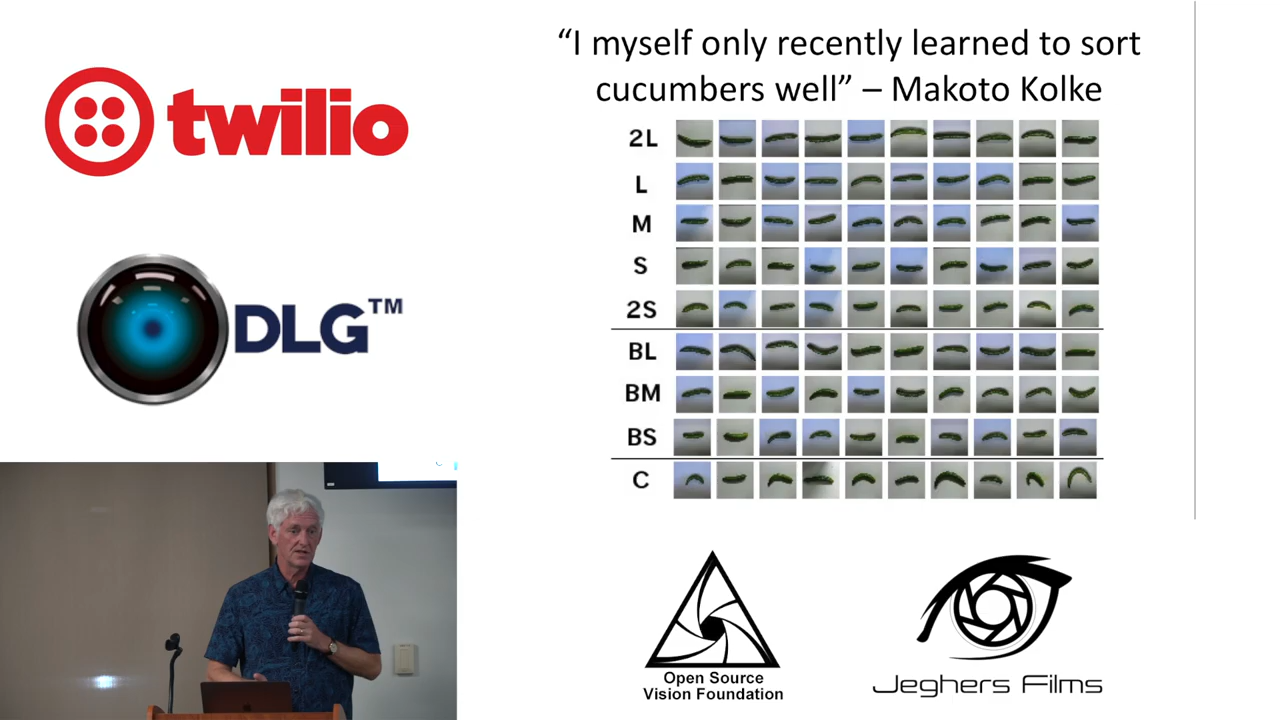 twilio
DLG™
“I myself only recently learned to sort
cucumbers well” – Makoto Kolke
2L
L
M
S
2S
BL
BM
BS
C
Open Source
Vision Foundation
Jeghers Films